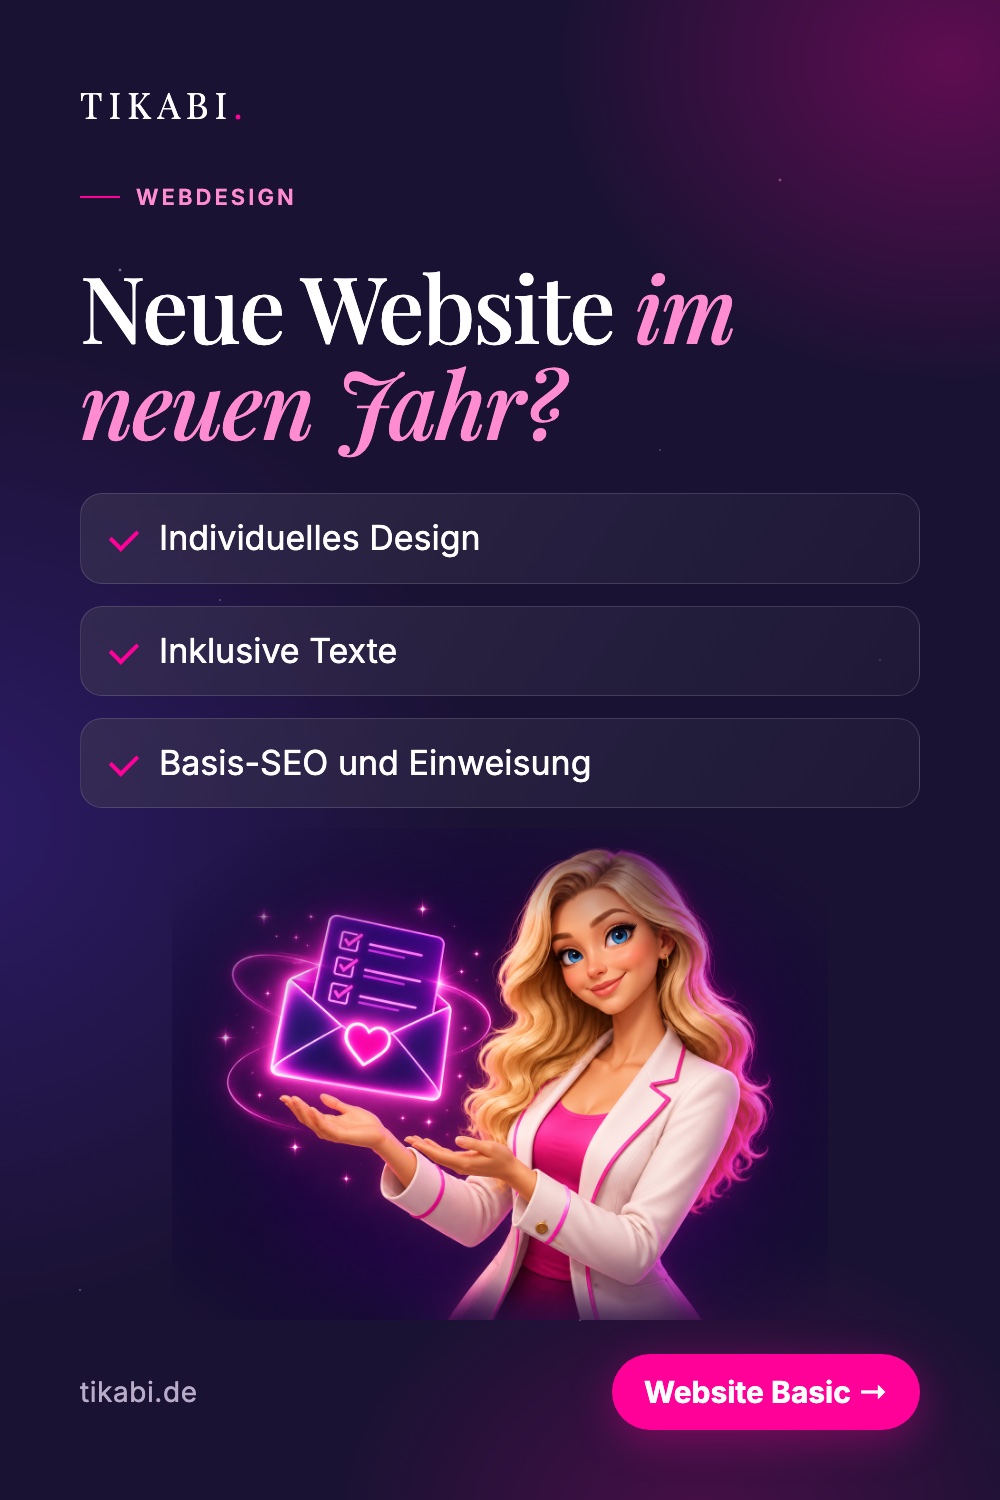 TIKABI.
WEBDESIGN
Neue Website im
neuen Jahr?
Individuelles Design
Inklusive Texte
Basis-SEO und Einweisung
tikabi.de
Website Basic →